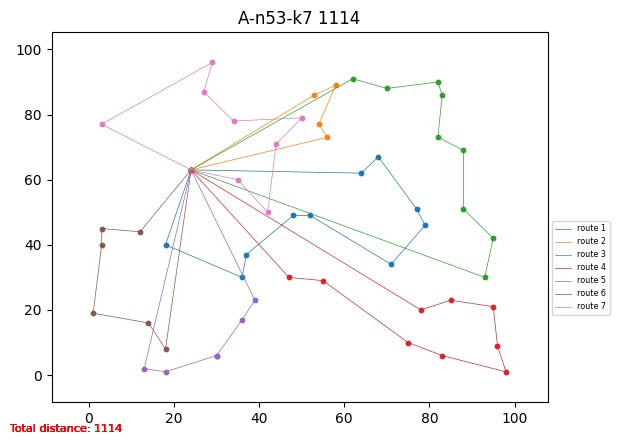 A-n53-k7 1114
100
80
60
40
20
0
0 20 40 60 80 100
route 1
route 2
route 3
route 4
route 5
route 6
route 7
Total distance: 1114